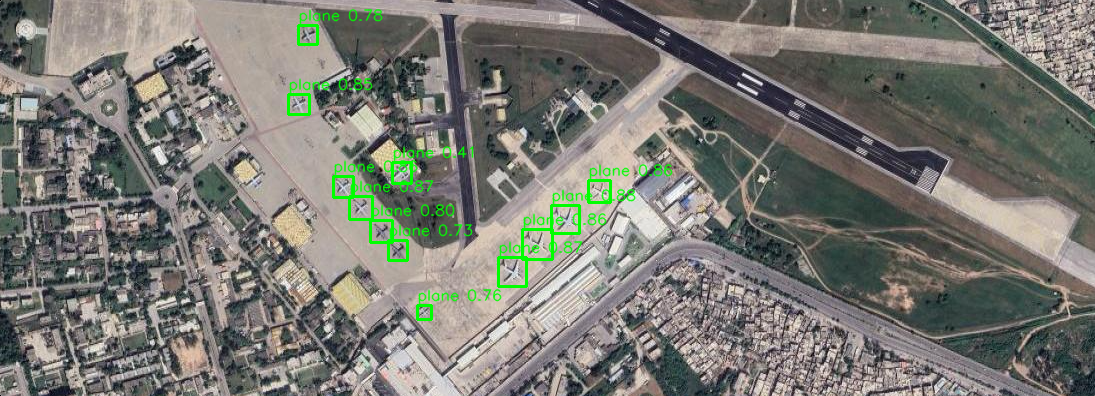 plane 0.78
plane 0.85
plane 0.41
plane
plane 0.87
plane 0.80
plane 0.73
plane 0.86
plane 0.88
plane 0.86
plane 0.87
plane 0.76